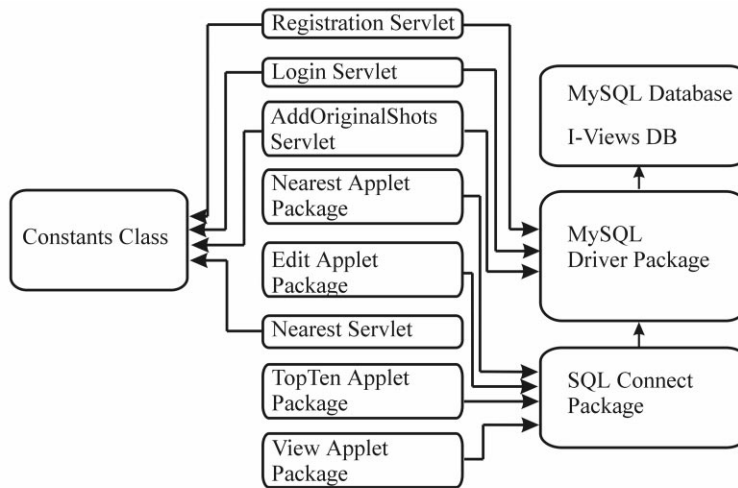 Registration Servlet
Login Servlet
AddOriginalShots
Servlet
Nearest Applet
Package
Constants Class
Edit Applet
Package
Nearest Servlet
TopTen Applet
Package
View Applet
Package
MySQL Database
I-Views DB
MySQL
Driver Package
SQL Connect
Package